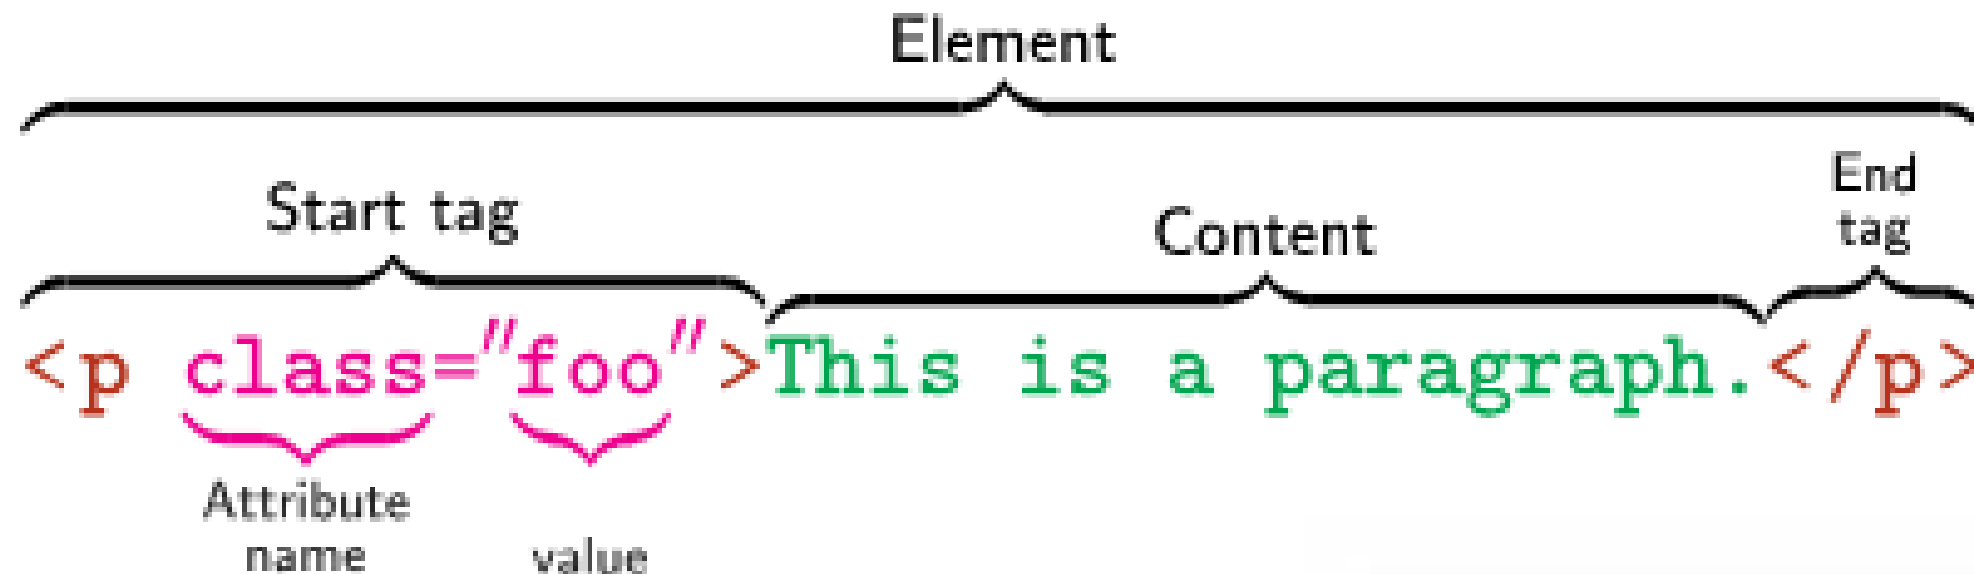 Element
Start tag
Content
End
tag
<p class="foo">This is a paragraph.</p>
Attribute
name
value